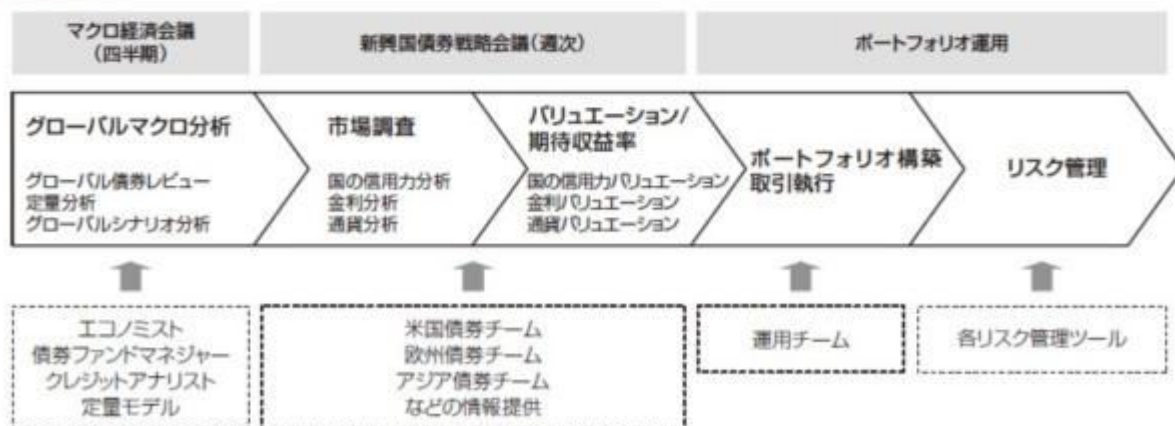 マクロ経済会議
(四半期)
新興国債券戦略会議(週次)
ポートフォリオ運用
グローバルマクロ分析
グローバル債券レビュー
定量分析
グローバルシナリオ分析
市場調査
国の信用力分析
金利分析
通貨分析
バリュエーション/
期待収益率
国の信用力バリュエーション
金利バリュエーション
通貨バリュエーション
ポートフォリオ構築
取引執行
リスク管理
エコノミスト
債券ファンドマネジャー
クレジットアナリスト
定量モデル
米国債券チーム
欧州債券チーム
アジア債券チーム
などの情報提供
運用チーム
各リスク管理ツール